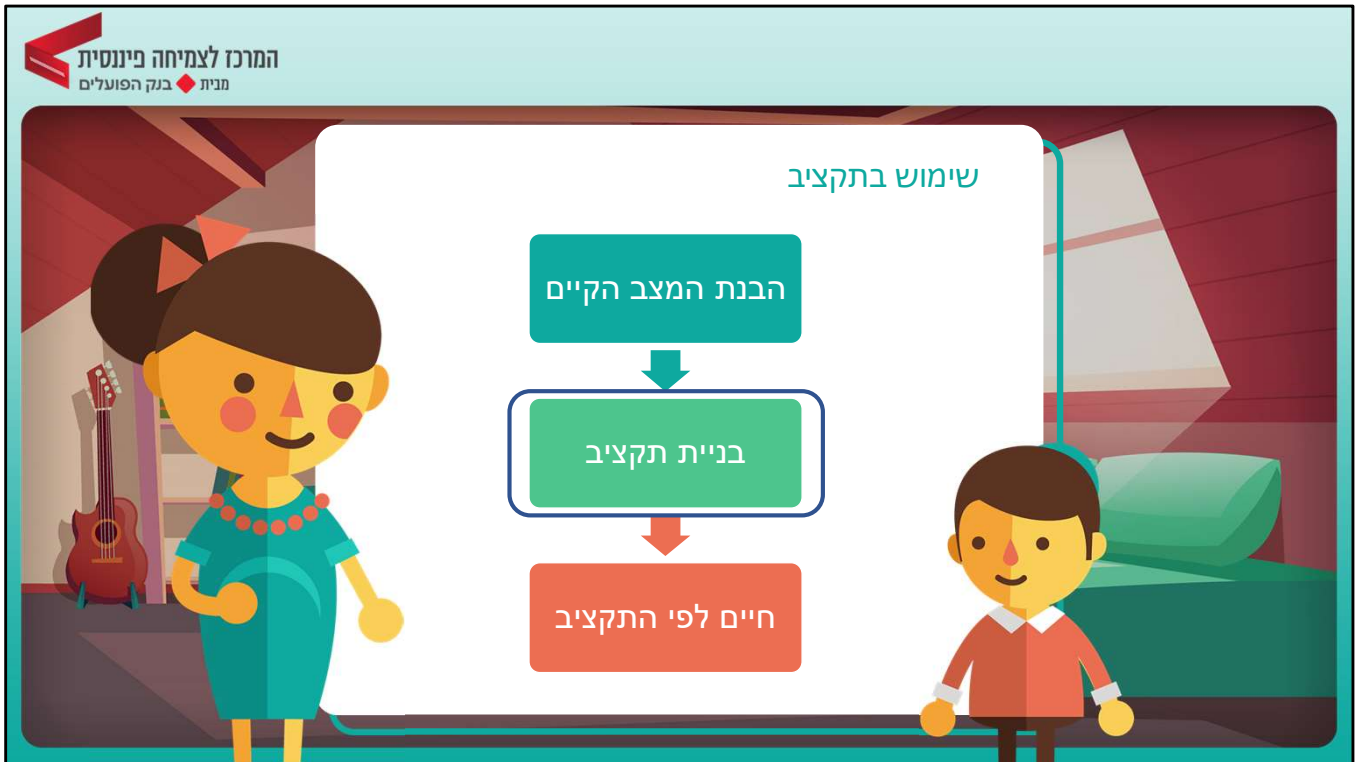 המרכז לצמיחה פיננסית
מבית בנק הפועלים
שימוש בתקציב
הבנת המצב הקיים
בניית תקציב
חיים לפי התקציב